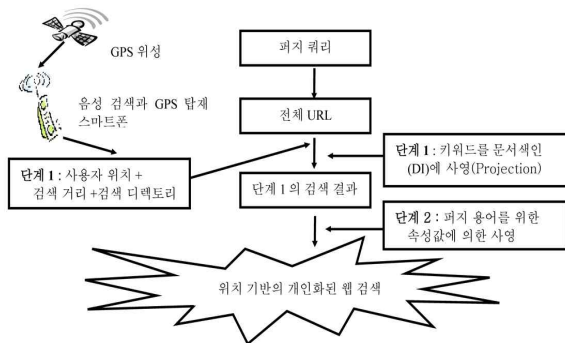 GPS 위성
음성 검색과 GPS 탑재
스마트폰
단계 1 : 사용자 위치 +
검색 거리 +검색 디렉토리
퍼지 쿼리
전체 URL
단계 1 : 키워드를 문서색인
(DI)에 사영(Projection)
단계 1의 검색 결과
단계 2 : 퍼지 용어를 위한
속성값에 의한 사영
위치 기반의 개인화된 웹 검색